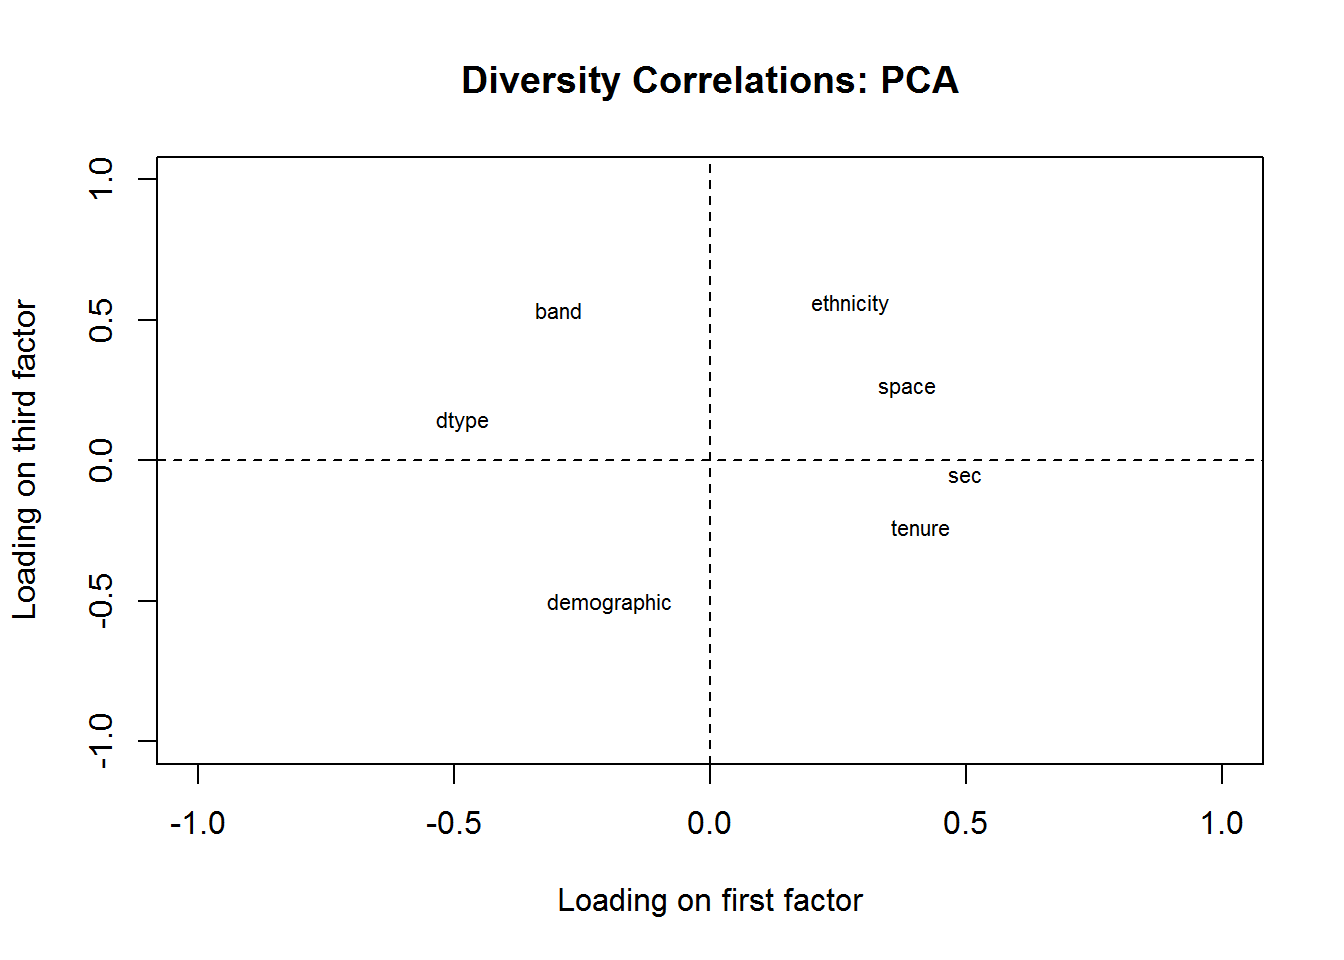 Diversity Correlations: PCA
Loading on third factor
1.0
0.5
0.0
-0.5
-1.0
band
ethnicity
space
dtype
sec
tenure
demographic
-1.0 -0.5 0.0 0.5 1.0
Loading on first factor